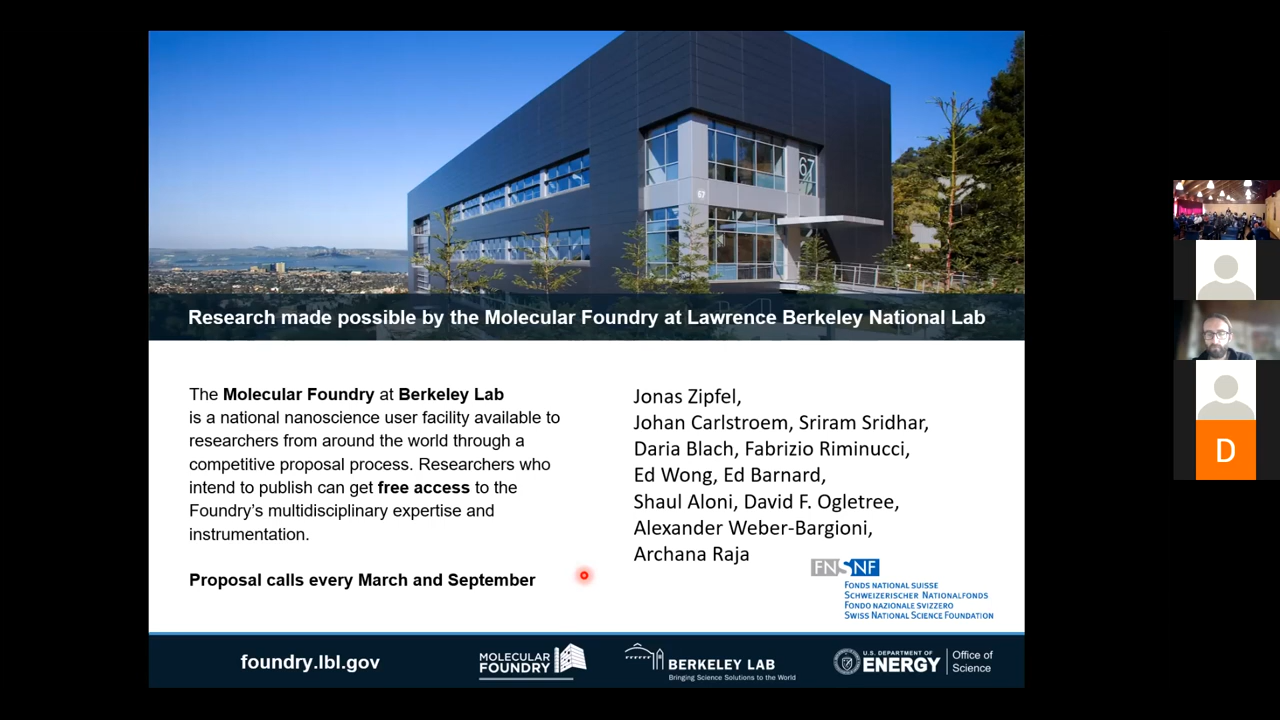 67
67
Research made possible by the Molecular Foundry at Lawrence Berkeley National Lab
The Molecular Foundry at Berkeley Lab
is a national nanoscience user facility available to
researchers from around the world through a
competitive proposal process. Researchers who
intend to publish can get free access to the
Foundry's multidisciplinary expertise and
instrumentation.
Proposal calls every March and September
Jonas Zipfel,
Johan Carlstroem, Sriram Sridhar,
Daria Blach, Fabrizio Riminucci,
Ed Wong, Ed Barnard,
Shaul Aloni, David F. Ogletree,
Alexander Weber-Bargioni,
Archana Raja
FNSNF
FONDS NATIONAL SUISSE
SCHWEIZERISCHER NATIONALFONDS
FONDO NAZIONALE SVIZZERO
SWISS NATIONAL SCIENCE FOUNDATION
foundry.lbl.gov
MOLECULAR
FOUNDRY
BERKELEY LAB
Bringing Science Solutions to the World
U.S. DEPARTMENT OF
ENERGY
Office of
Science
D